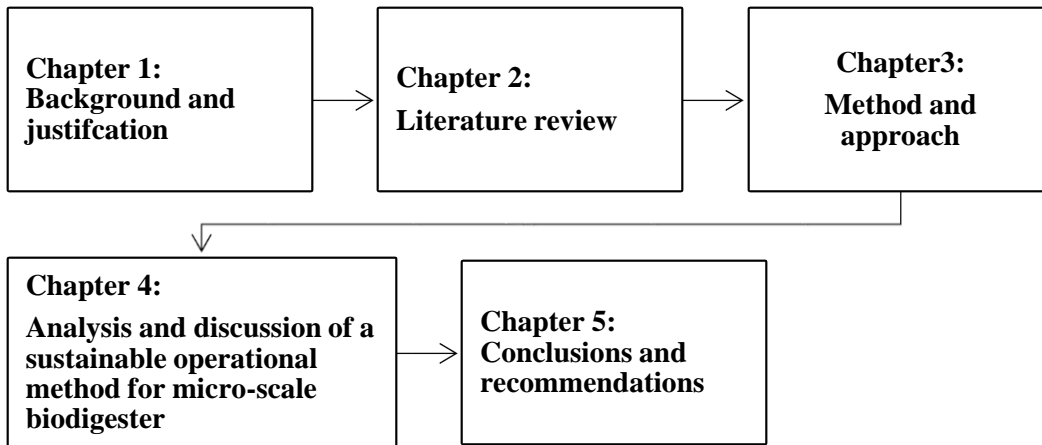 Chapter 1:
Background and
justifcation
Chapter 2:
Literature review
Chapter3:
Method and
approach
Chapter 4:
Analysis and discussion of a
sustainable operational
method for micro-scale
biodigester
Chapter 5:
Conclusions and
recommendations